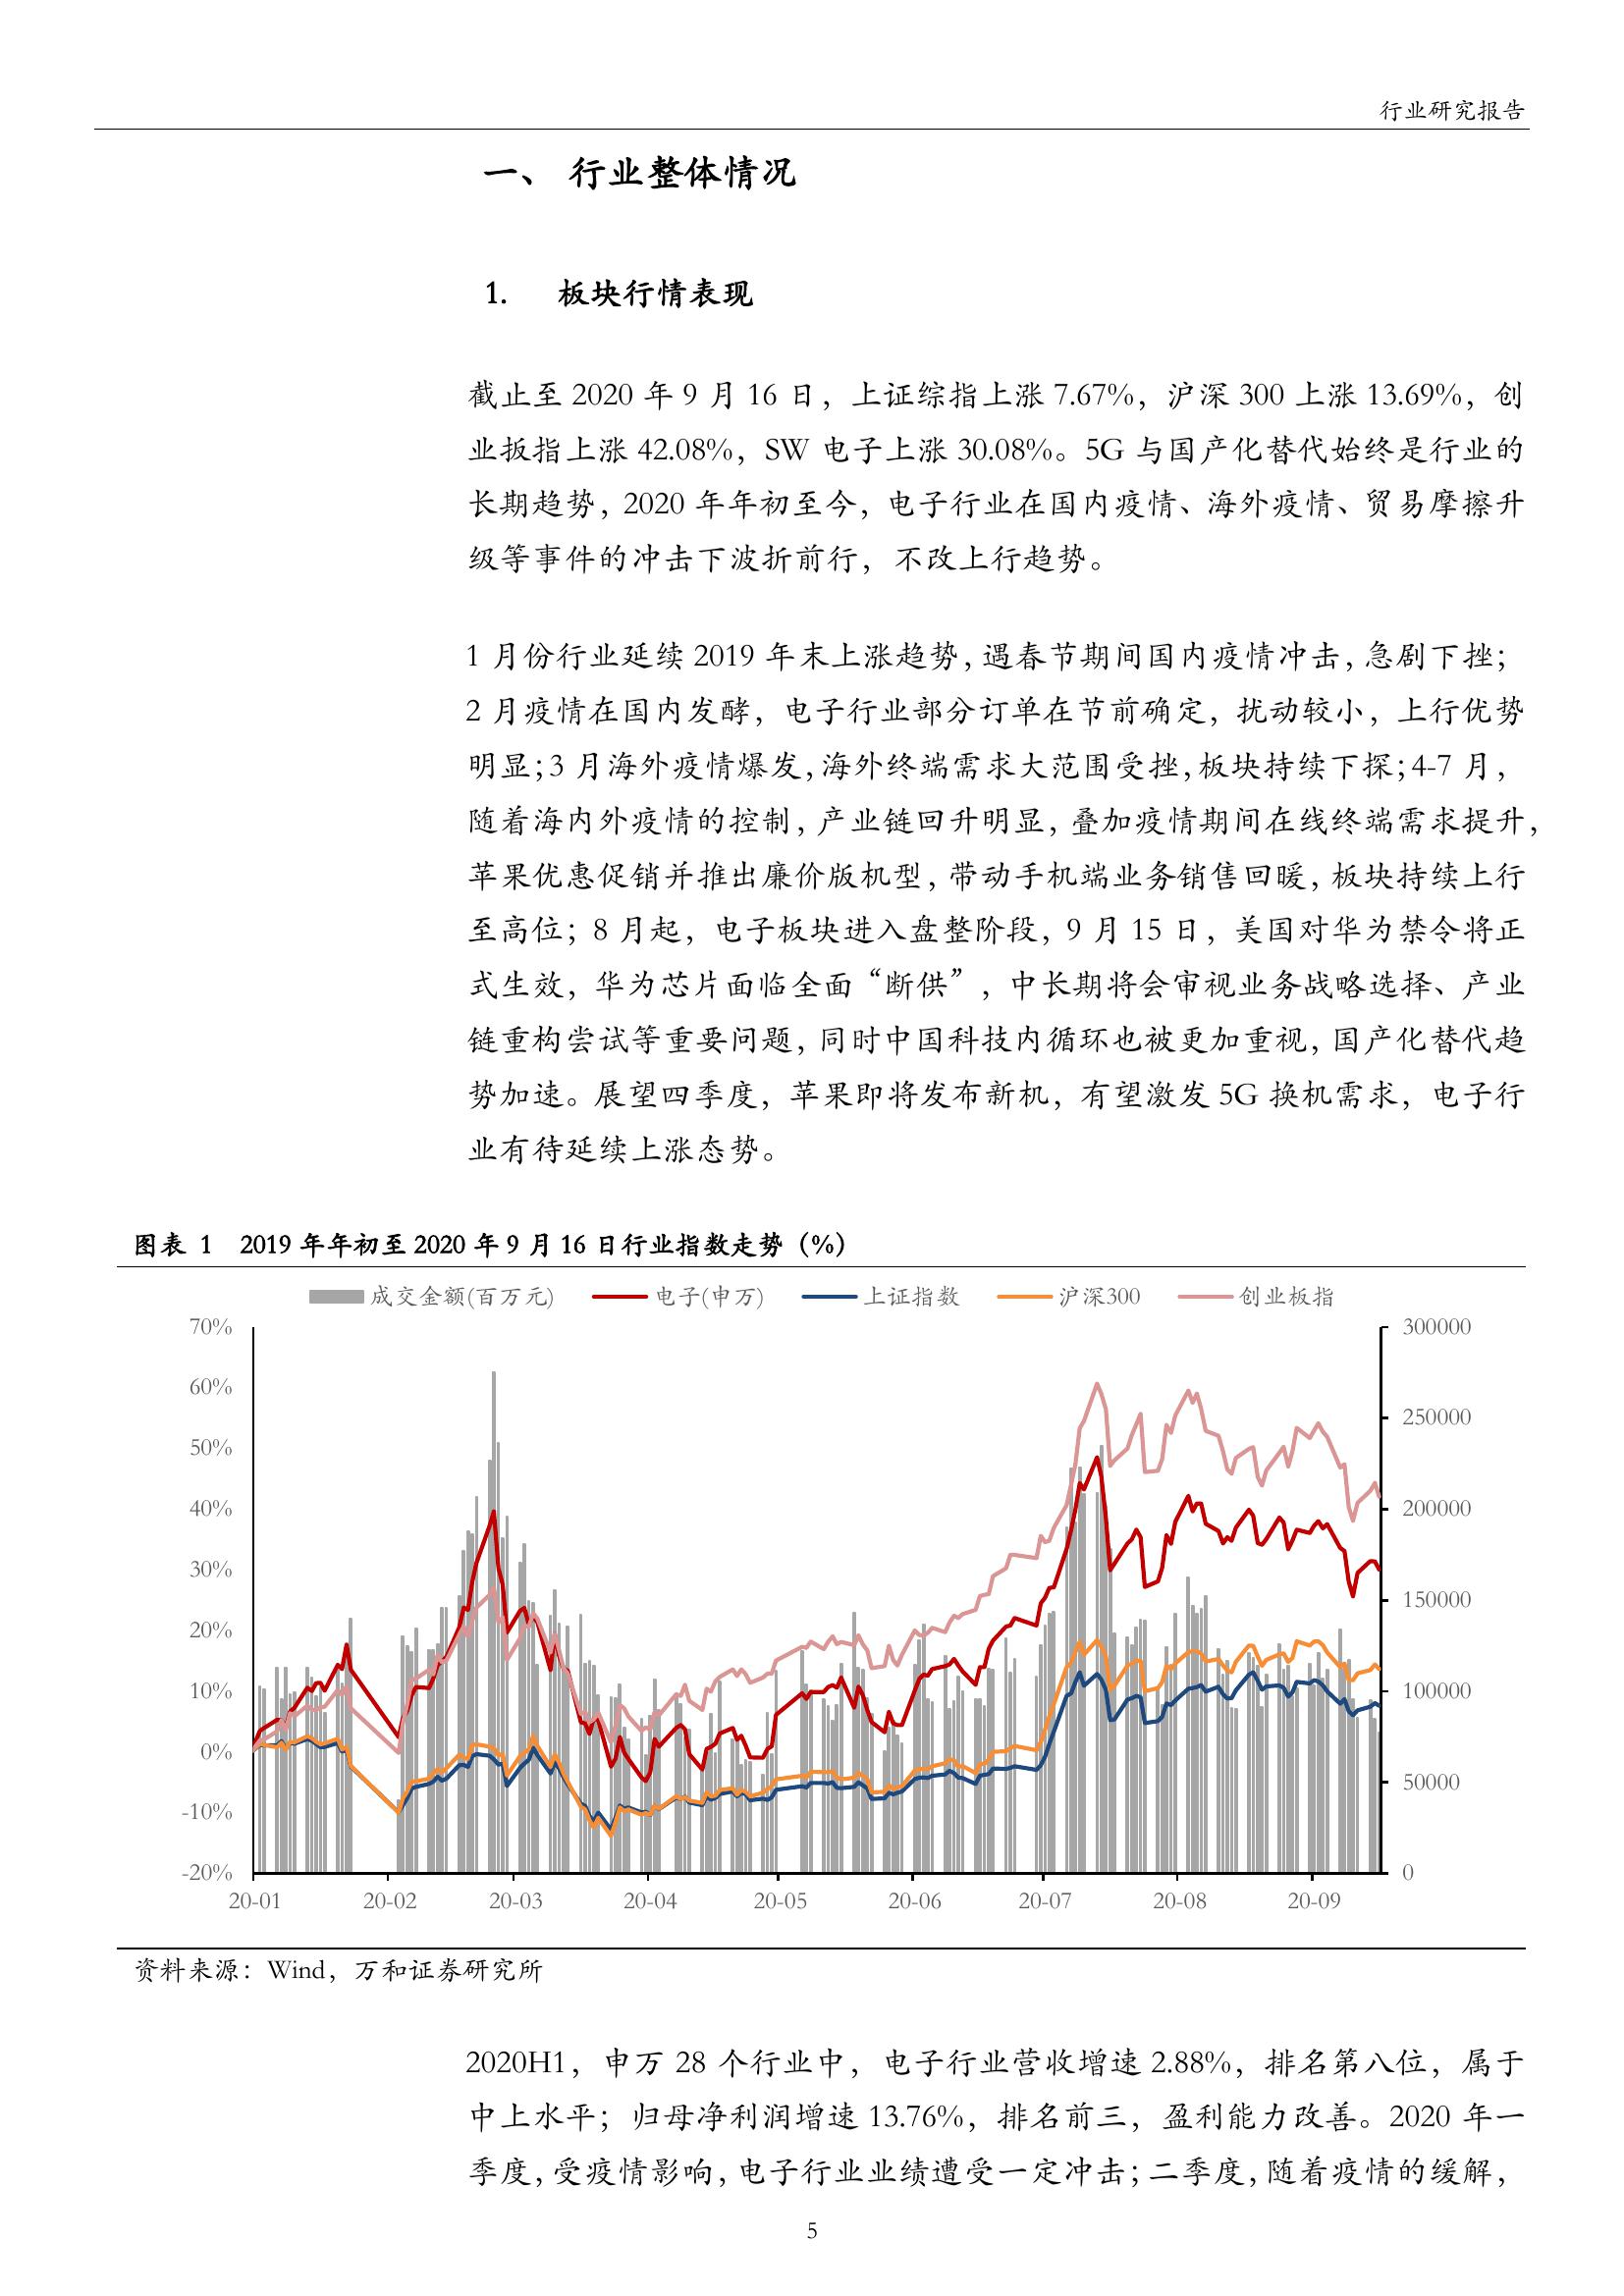 行业研究报告
一、 行业整体情况
1. 板块行情表现
截止至 2020 年 9 月 16 日，上证综指上涨 7.67%，沪深 300 上涨 13.69%，创
业扳指上涨 42.08%，SW 电子上涨 30.08%。5G 与国产化替代始终是行业的
长期趋势，2020 年年初至今，电子行业在国内疫情、海外疫情、贸易摩擦升
级等事件的冲击下波折前行，不改上行趋势。
1 月份行业延续 2019 年末上涨趋势，遇春节期间国内疫情冲击，急剧下挫；
2 月疫情在国内发酵，电子行业部分订单在节前确定，扰动较小，上行优势
明显；3 月海外疫情爆发，海外终端需求大范围受挫，板块持续下探；4-7 月，
随着海内外疫情的控制，产业链回升明显，叠加疫情期间在线终端需求提升，
苹果优惠促销并推出廉价版机型，带动手机端业务销售回暖，板块持续上行
至高位；8 月起，电子板块进入盘整阶段，9 月 15 日，美国对华为禁令将正
式生效，华为芯片面临全面“断供”，中长期将会审视业务战略选择、产业
链重构尝试等重要问题，同时中国科技内循环也被更加重视，国产化替代趋
势加速。展望四季度，苹果即将发布新机，有望激发 5G 换机需求，电子行
业有待延续上涨态势。
图表 1 2019 年年初至 2020 年 9 月 16 日行业指数走势（%）
成交金额(百万元) 电子(申万) 上证指数 沪深300 创业板指
70% 300000
60%
250000
50%
40% 200000
30%
150000
20%
10% 100000
0%
50000
-10%
-20% 0
20-01 20-02 20-03 20-04 20-05 20-06 20-07 20-08 20-09
资料来源：Wind，万和证券研究所
2020H1，申万 28 个行业中，电子行业营收增速 2.88%，排名第八位，属于
中上水平；归母净利润增速 13.76%，排名前三，盈利能力改善。2020 年一
季度，受疫情影响，电子行业业绩遭受一定冲击；二季度，随着疫情的缓解，
5